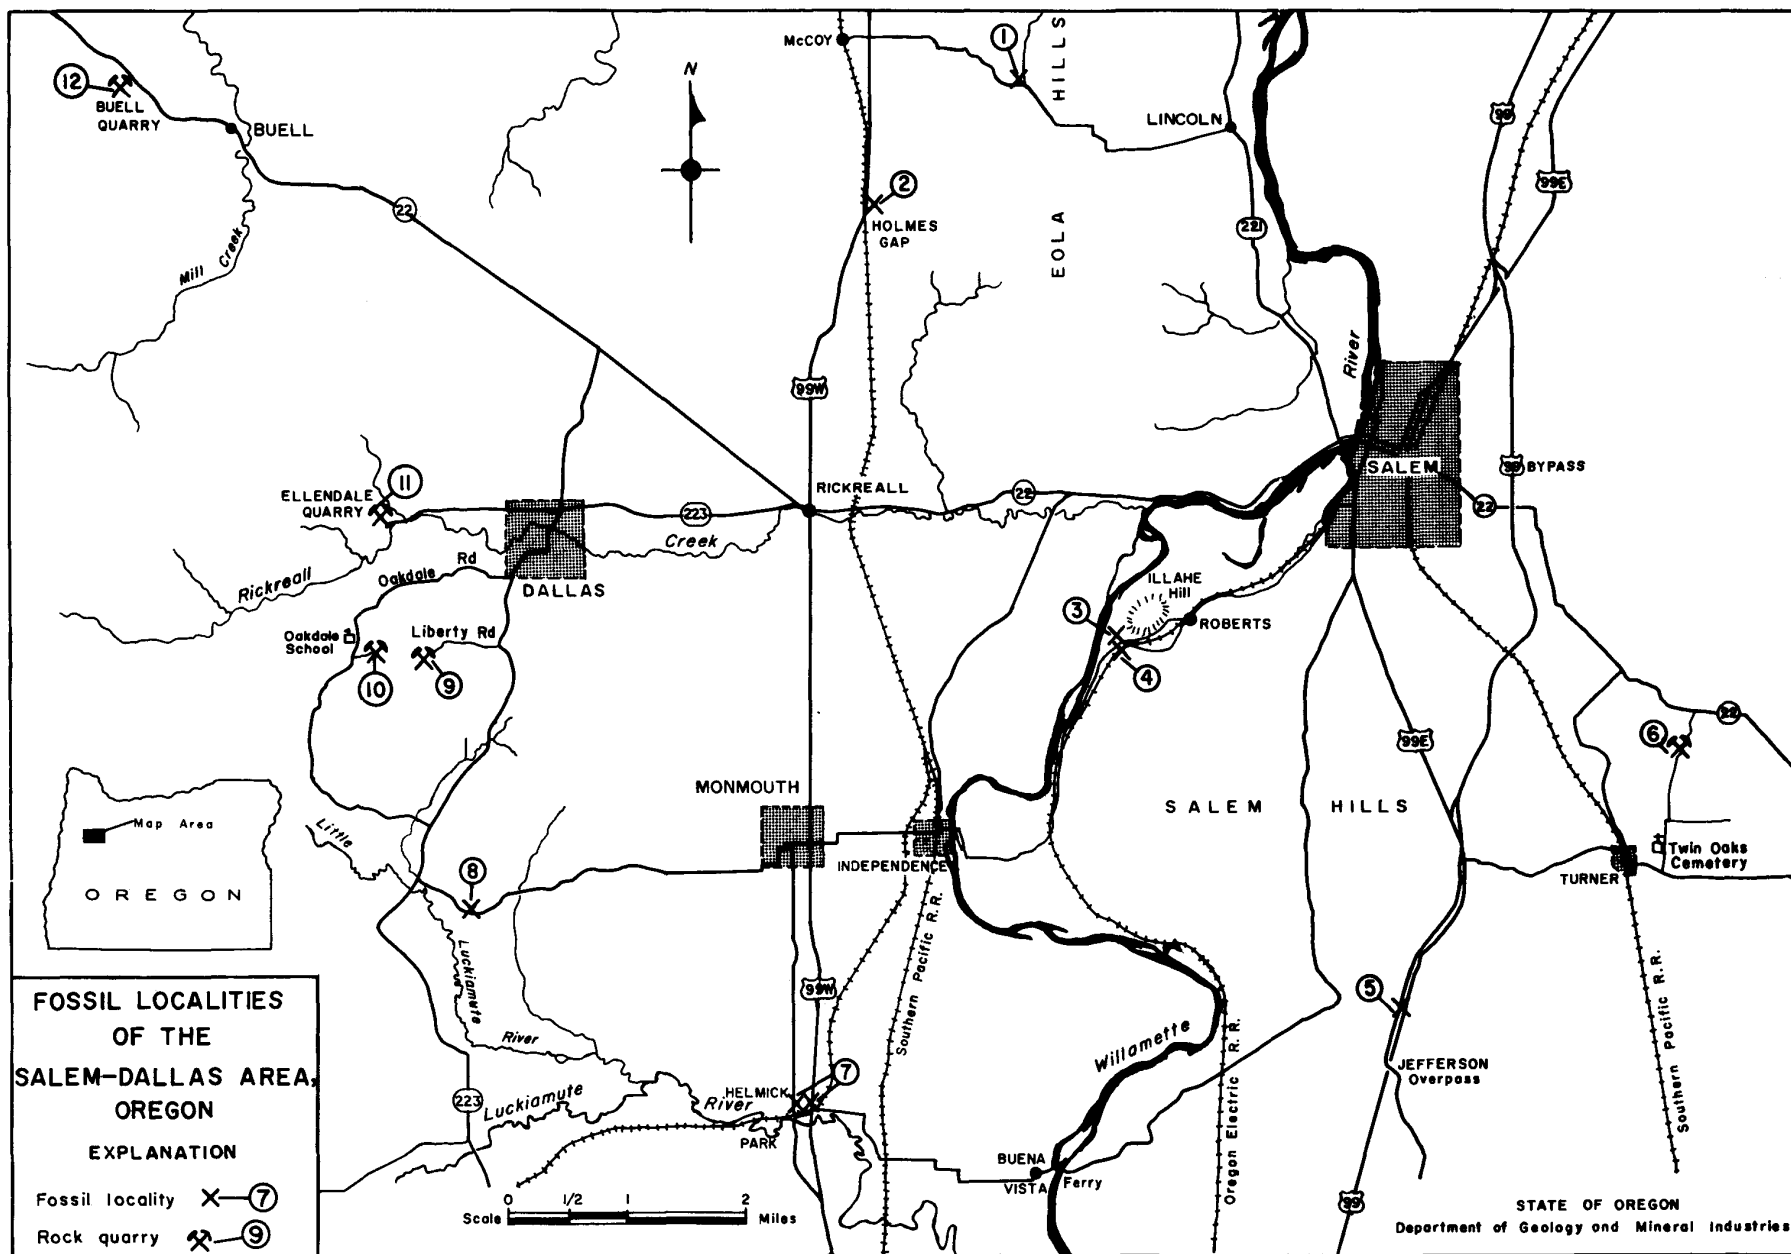 McCOY
1
HILLS
N
12
BUELL
QUARRY
BUELL
LINCOLN
99
99E
2
HOLMES
GAP
22
221
EOLA
Mill Creek
River
99W
ELLENDALE
QUARRY
11
RICKREALL
22
SALEM
99 BYPASS
22
223
Creek
Rickreall
Oakdale Rd
DALLAS
ILLAHE
Hill
3
ROBERTS
4
Oakdale
School
Liberty Rd
10
9
6
22
99E
MONMOUTH
SALEM HILLS
Map Area
OREGON
Little
INDEPENDENCE
Twin Oaks
Cemetery
TURNER
8
Luckiamute
River
Southern Pacific R.R.
99W
5
Willamette
Oregon Electric R.R.
Southern Pacific R.R.
JEFFERSON
Overpass
223
Luckiamute
River
HELMICK
PARK
7
BUENA
VISTA
Ferry
99
FOSSIL LOCALITIES
OF THE
SALEM-DALLAS AREA,
OREGON
EXPLANATION
Fossil locality 7
Rock quarry 9
0 1/2 1 2
Scale Miles
STATE OF OREGON
Department of Geology and Mineral Industries